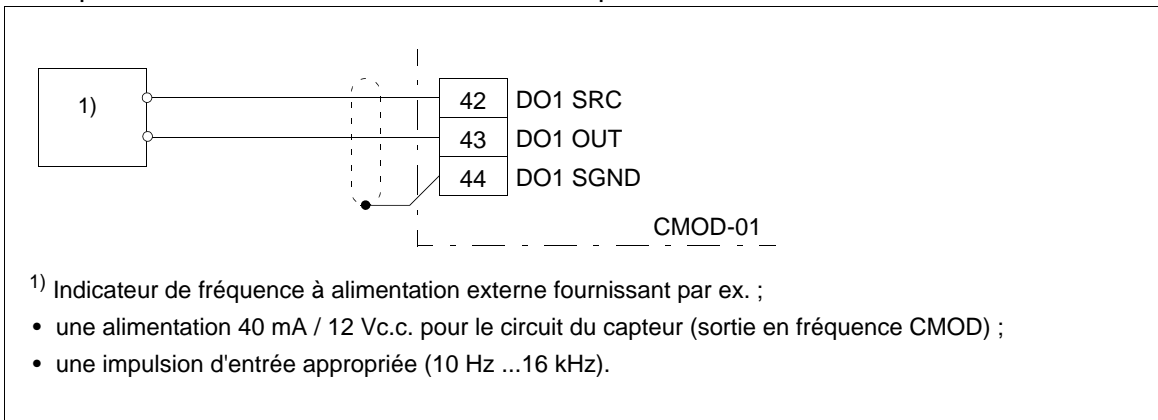 1)
42 DO1 SRC
43 DO1 OUT
44 DO1 SGND
CMOD-01
1) Indicateur de fréquence à alimentation externe fournissant par ex. ;
• une alimentation 40 mA / 12 Vc.c. pour le circuit du capteur (sortie en fréquence CMOD) ;
• une impulsion d'entrée appropriée (10 Hz ...16 kHz).